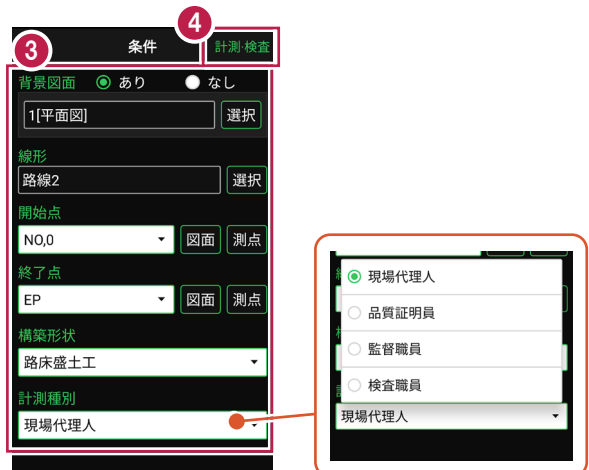 4
3
条件
計測・検査
背景図面
あり
なし
1[平面図]
選択
線形
路線2
選択
開始点
NO,0
図面
測点
終了点
EP
図面
測点
構築形状
路床盛土工
計測種別
現場代理人
現場代理人
品質証明員
監督職員
検査職員
現場代理人